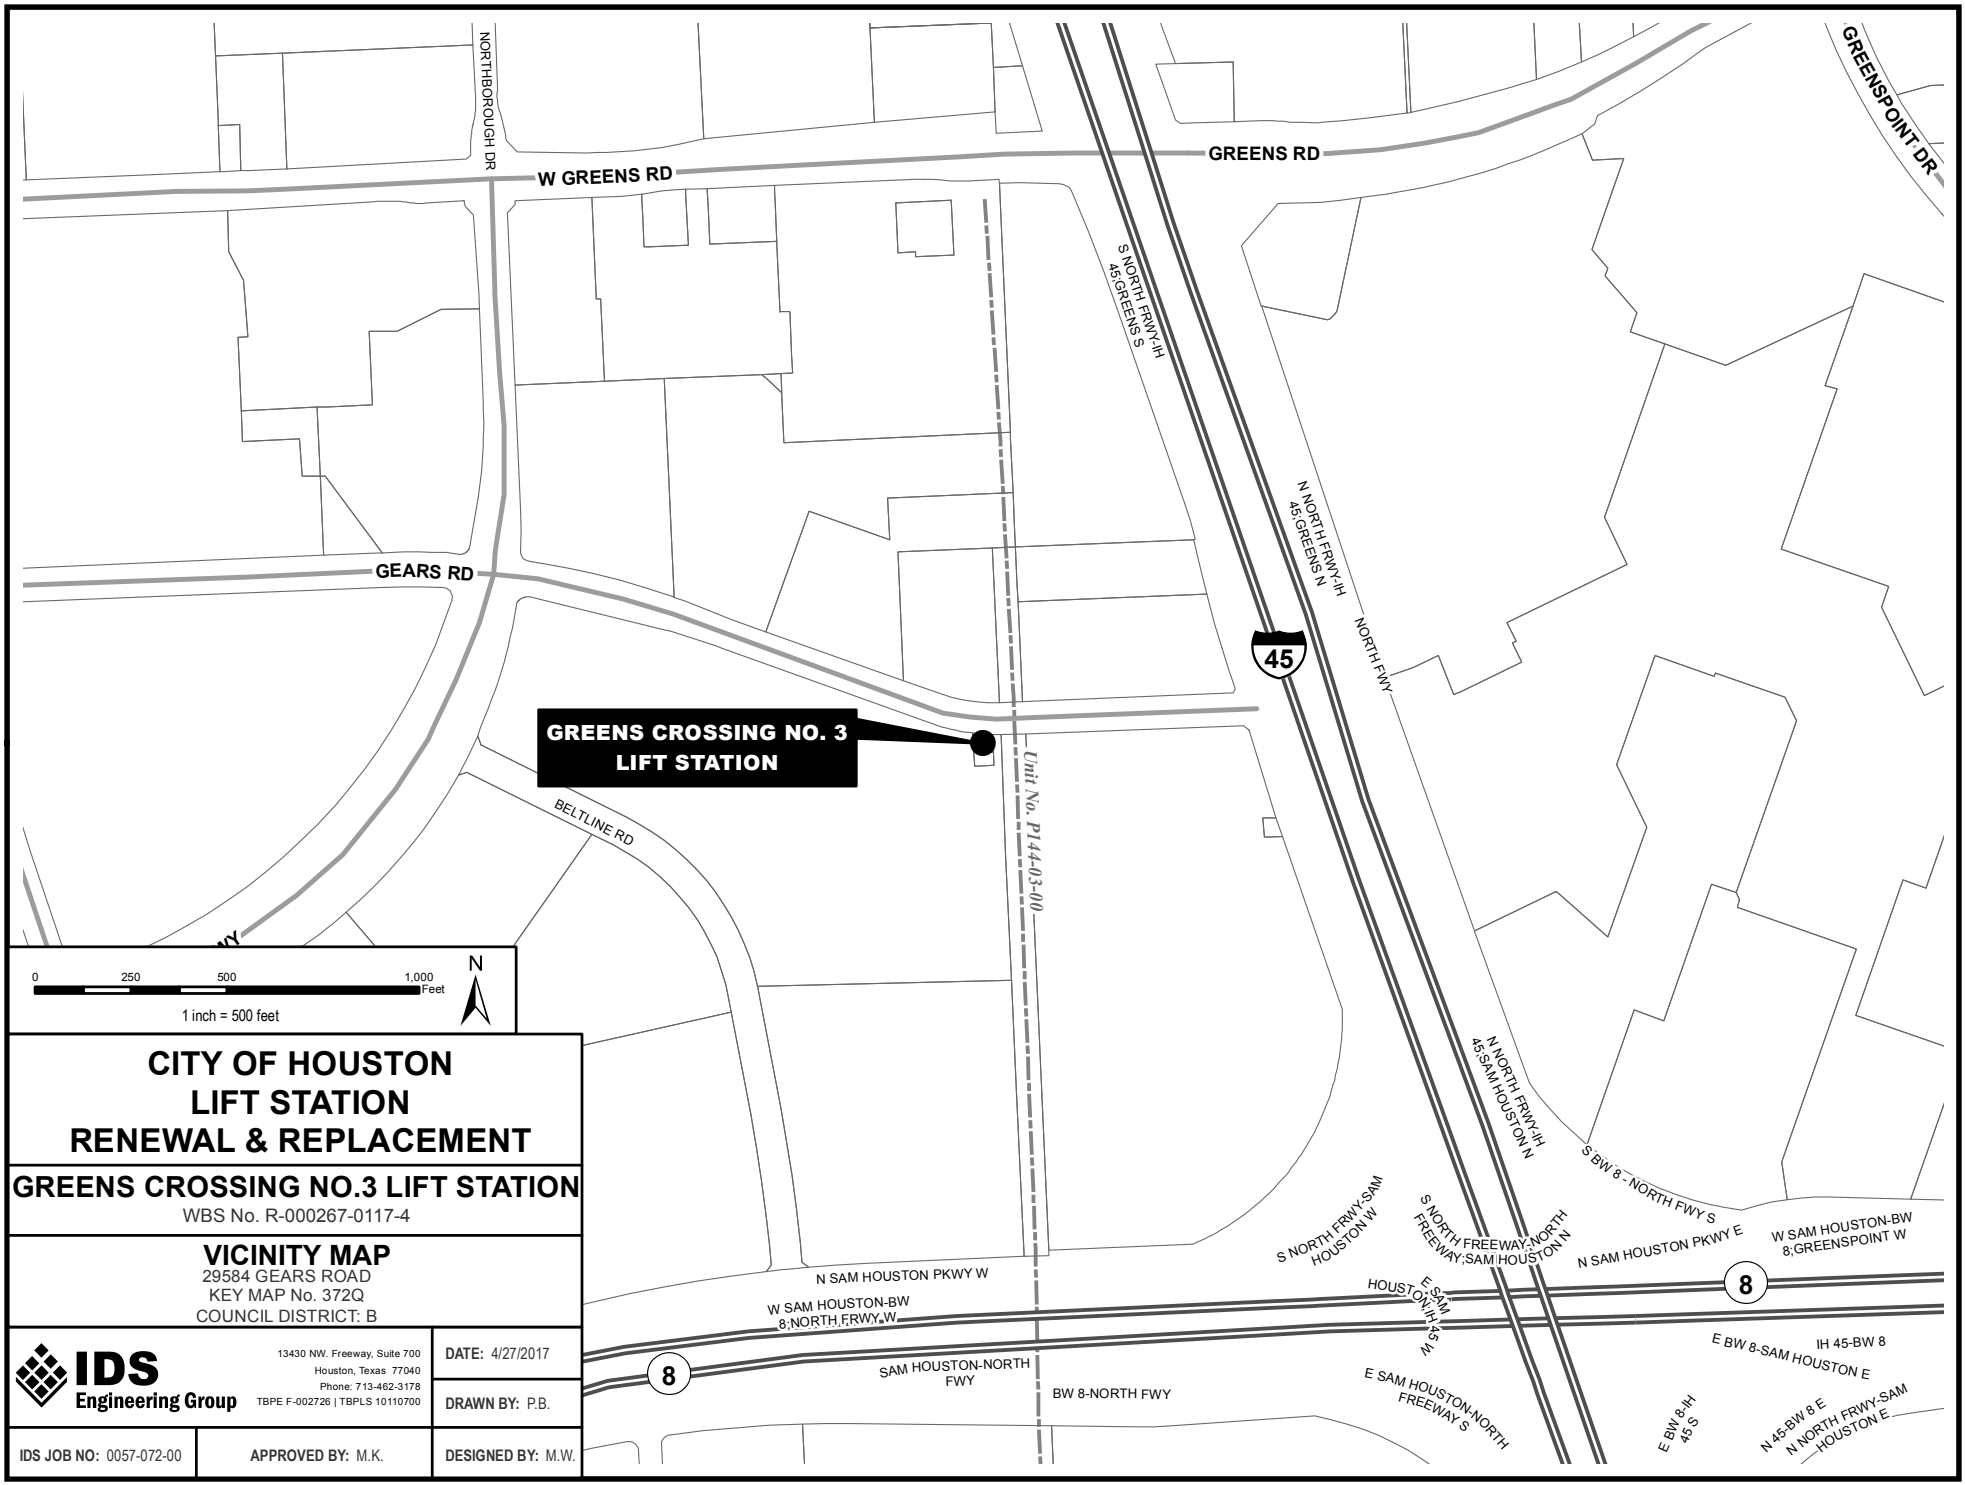 NORTHBOROUGH DR
GREENSPOINT DR
W GREENS RD
GREENS RD
S NORTH FRWY-IH
45;GREENS S
N NORTH FRWY-IH
45;GREENS N
GEARS RD
NORTH FWY
45
GREENS CROSSING NO. 3
LIFT STATION
Unit No. P144-03-00
BELTLINE RD
WY
0 250 500 1,000
Feet
1 inch = 500 feet
N
CITY OF HOUSTON
LIFT STATION
RENEWAL & REPLACEMENT
GREENS CROSSING NO.3 LIFT STATION
WBS No. R-000267-0117-4
VICINITY MAP
29584 GEARS ROAD
KEY MAP No. 372Q
COUNCIL DISTRICT: B
IDS
Engineering Group
13430 NW. Freeway, Suite 700
Houston, Texas 77040
Phone: 713-462-3178
TBPE F-002726 | TBPLS 10110700
DATE: 4/27/2017
DRAWN BY: P.B.
IDS JOB NO: 0057-072-00
APPROVED BY: M.K.
DESIGNED BY: M.W.
N NORTH FRWY-IH
45;SAM HOUSTON N
S BW 8 - NORTH FWY S
S NORTH FRWY-SAM
HOUSTON W
S NORTH
FREEWAY-NORTH
FREEWAY;SAM HOUSTON N
N SAM HOUSTON PKWY E
W SAM HOUSTON-BW
8;GREENSPOINT W
N SAM HOUSTON PKWY W
W SAM HOUSTON-BW
8;NORTH FRWY W
E SAM
HOUSTON;IH 45
W
8
8
SAM HOUSTON-NORTH
FWY
BW 8-NORTH FWY
E SAM HOUSTON-NORTH
FREEWAY S
E BW 8-SAM HOUSTON E
IH 45-BW 8
E BW 8-IH
45 S
N 45-BW 8 E
N NORTH FRWY-SAM
HOUSTON E